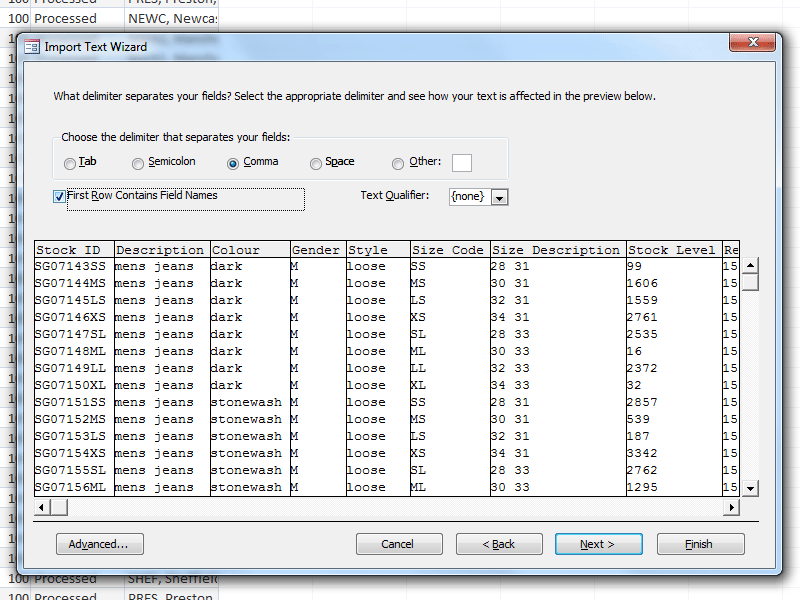 100 Processed PRES, Preston,
100 Processed NEWC, Newcas
Import Text Wizard
What delimiter separates your fields? Select the appropriate delimiter and see how your text is affected in the preview below.
Choose the delimiter that separates your fields:
Tab Semicolon Comma Space Other:
First Row Contains Field Names Text Qualifier: {none}
Stock ID Description Colour Gender Style Size Code Size Description Stock Level Re
SG07143SS mens jeans dark M loose SS 28 31 99 15
SG07144MS mens jeans dark M loose MS 30 31 1606 15
SG07145LS mens jeans dark M loose LS 32 31 1559 15
SG07146XS mens jeans dark M loose XS 34 31 2761 15
SG07147SL mens jeans dark M loose SL 28 33 2535 15
SG07148ML mens jeans dark M loose ML 30 33 16 15
SG07149LL mens jeans dark M loose LL 32 33 2372 15
SG07150XL mens jeans dark M loose XL 34 33 32 15
SG07151SS mens jeans stonewash M loose SS 28 31 2857 15
SG07152MS mens jeans stonewash M loose MS 30 31 539 15
SG07153LS mens jeans stonewash M loose LS 32 31 187 15
SG07154XS mens jeans stonewash M loose XS 34 31 3342 15
SG07155SL mens jeans stonewash M loose SL 28 33 2762 15
SG07156ML mens jeans stonewash M loose ML 30 33 1295 15
Advanced... Cancel < Back Next > Finish
100 Processed SHEF, Sheffield
100 Processed PRES, Preston